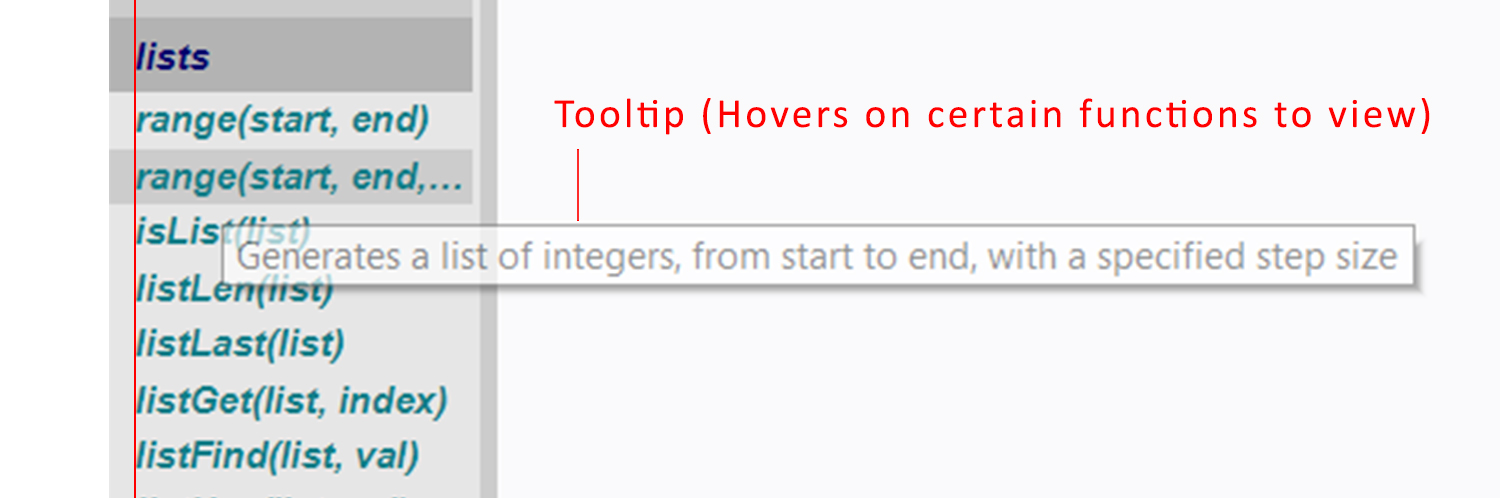 lists
range(start, end)
Tooltip (Hovers on certain functions to view)
range(start, end,...
isList(list)
Generates a list of integers, from start to end, with a specified step size
listLen(list)
listLast(list)
listGet(list, index)
listFind(list, val)